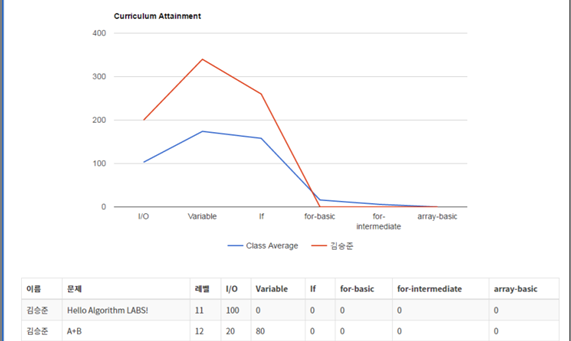 Curriculum Attainment
400
300
200
100
0
I/O Variable If for-basic for-intermediate array-basic
Class Average 김승준
이름 문제 레벨 I/O Variable If for-basic for-intermediate array-basic
김승준 Hello Algorithm LABS! 11 100 0 0 0 0 0
김승준 A+B 12 20 80 0 0 0 0